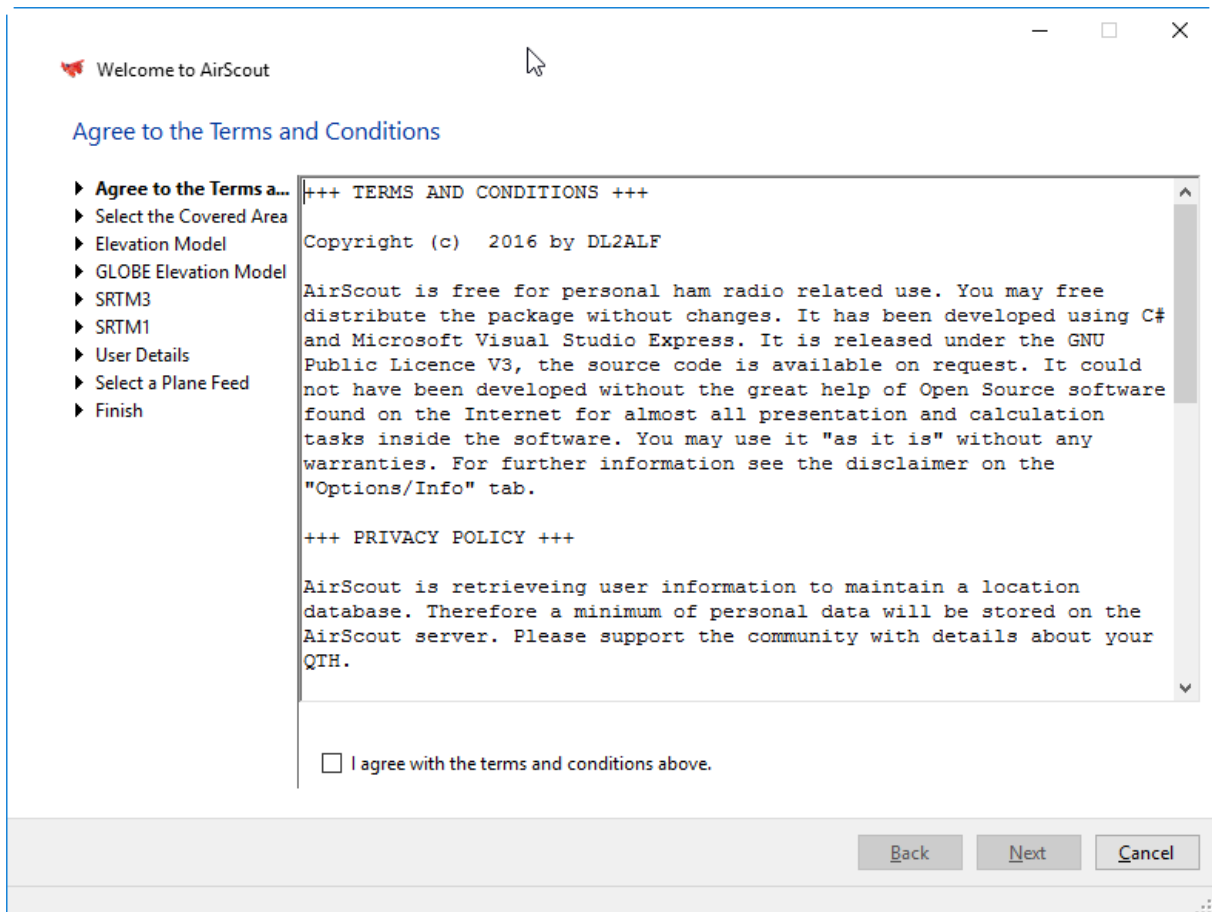 Welcome to AirScout
Agree to the Terms and Conditions
Agree to the Terms a...
Select the Covered Area
Elevation Model
GLOBE Elevation Model
SRTM3
SRTM1
User Details
Select a Plane Feed
Finish
+++ TERMS AND CONDITIONS +++
Copyright (c)  2016 by DL2ALF
AirScout is free for personal ham radio related use. You may free
distribute the package without changes. It has been developed using C#
and Microsoft Visual Studio Express. It is released under the GNU
Public Licence V3, the source code is available on request. It could
not have been developed without the great help of Open Source software
found on the Internet for almost all presentation and calculation
tasks inside the software. You may use it "as it is" without any
warranties. For further information see the disclaimer on the
"Options/Info" tab.
+++ PRIVACY POLICY +++
AirScout is retrieveing user information to maintain a location
database. Therefore a minimum of personal data will be stored on the
AirScout server. Please support the community with details about your
QTH.
I agree with the terms and conditions above.
Back
Next
Cancel